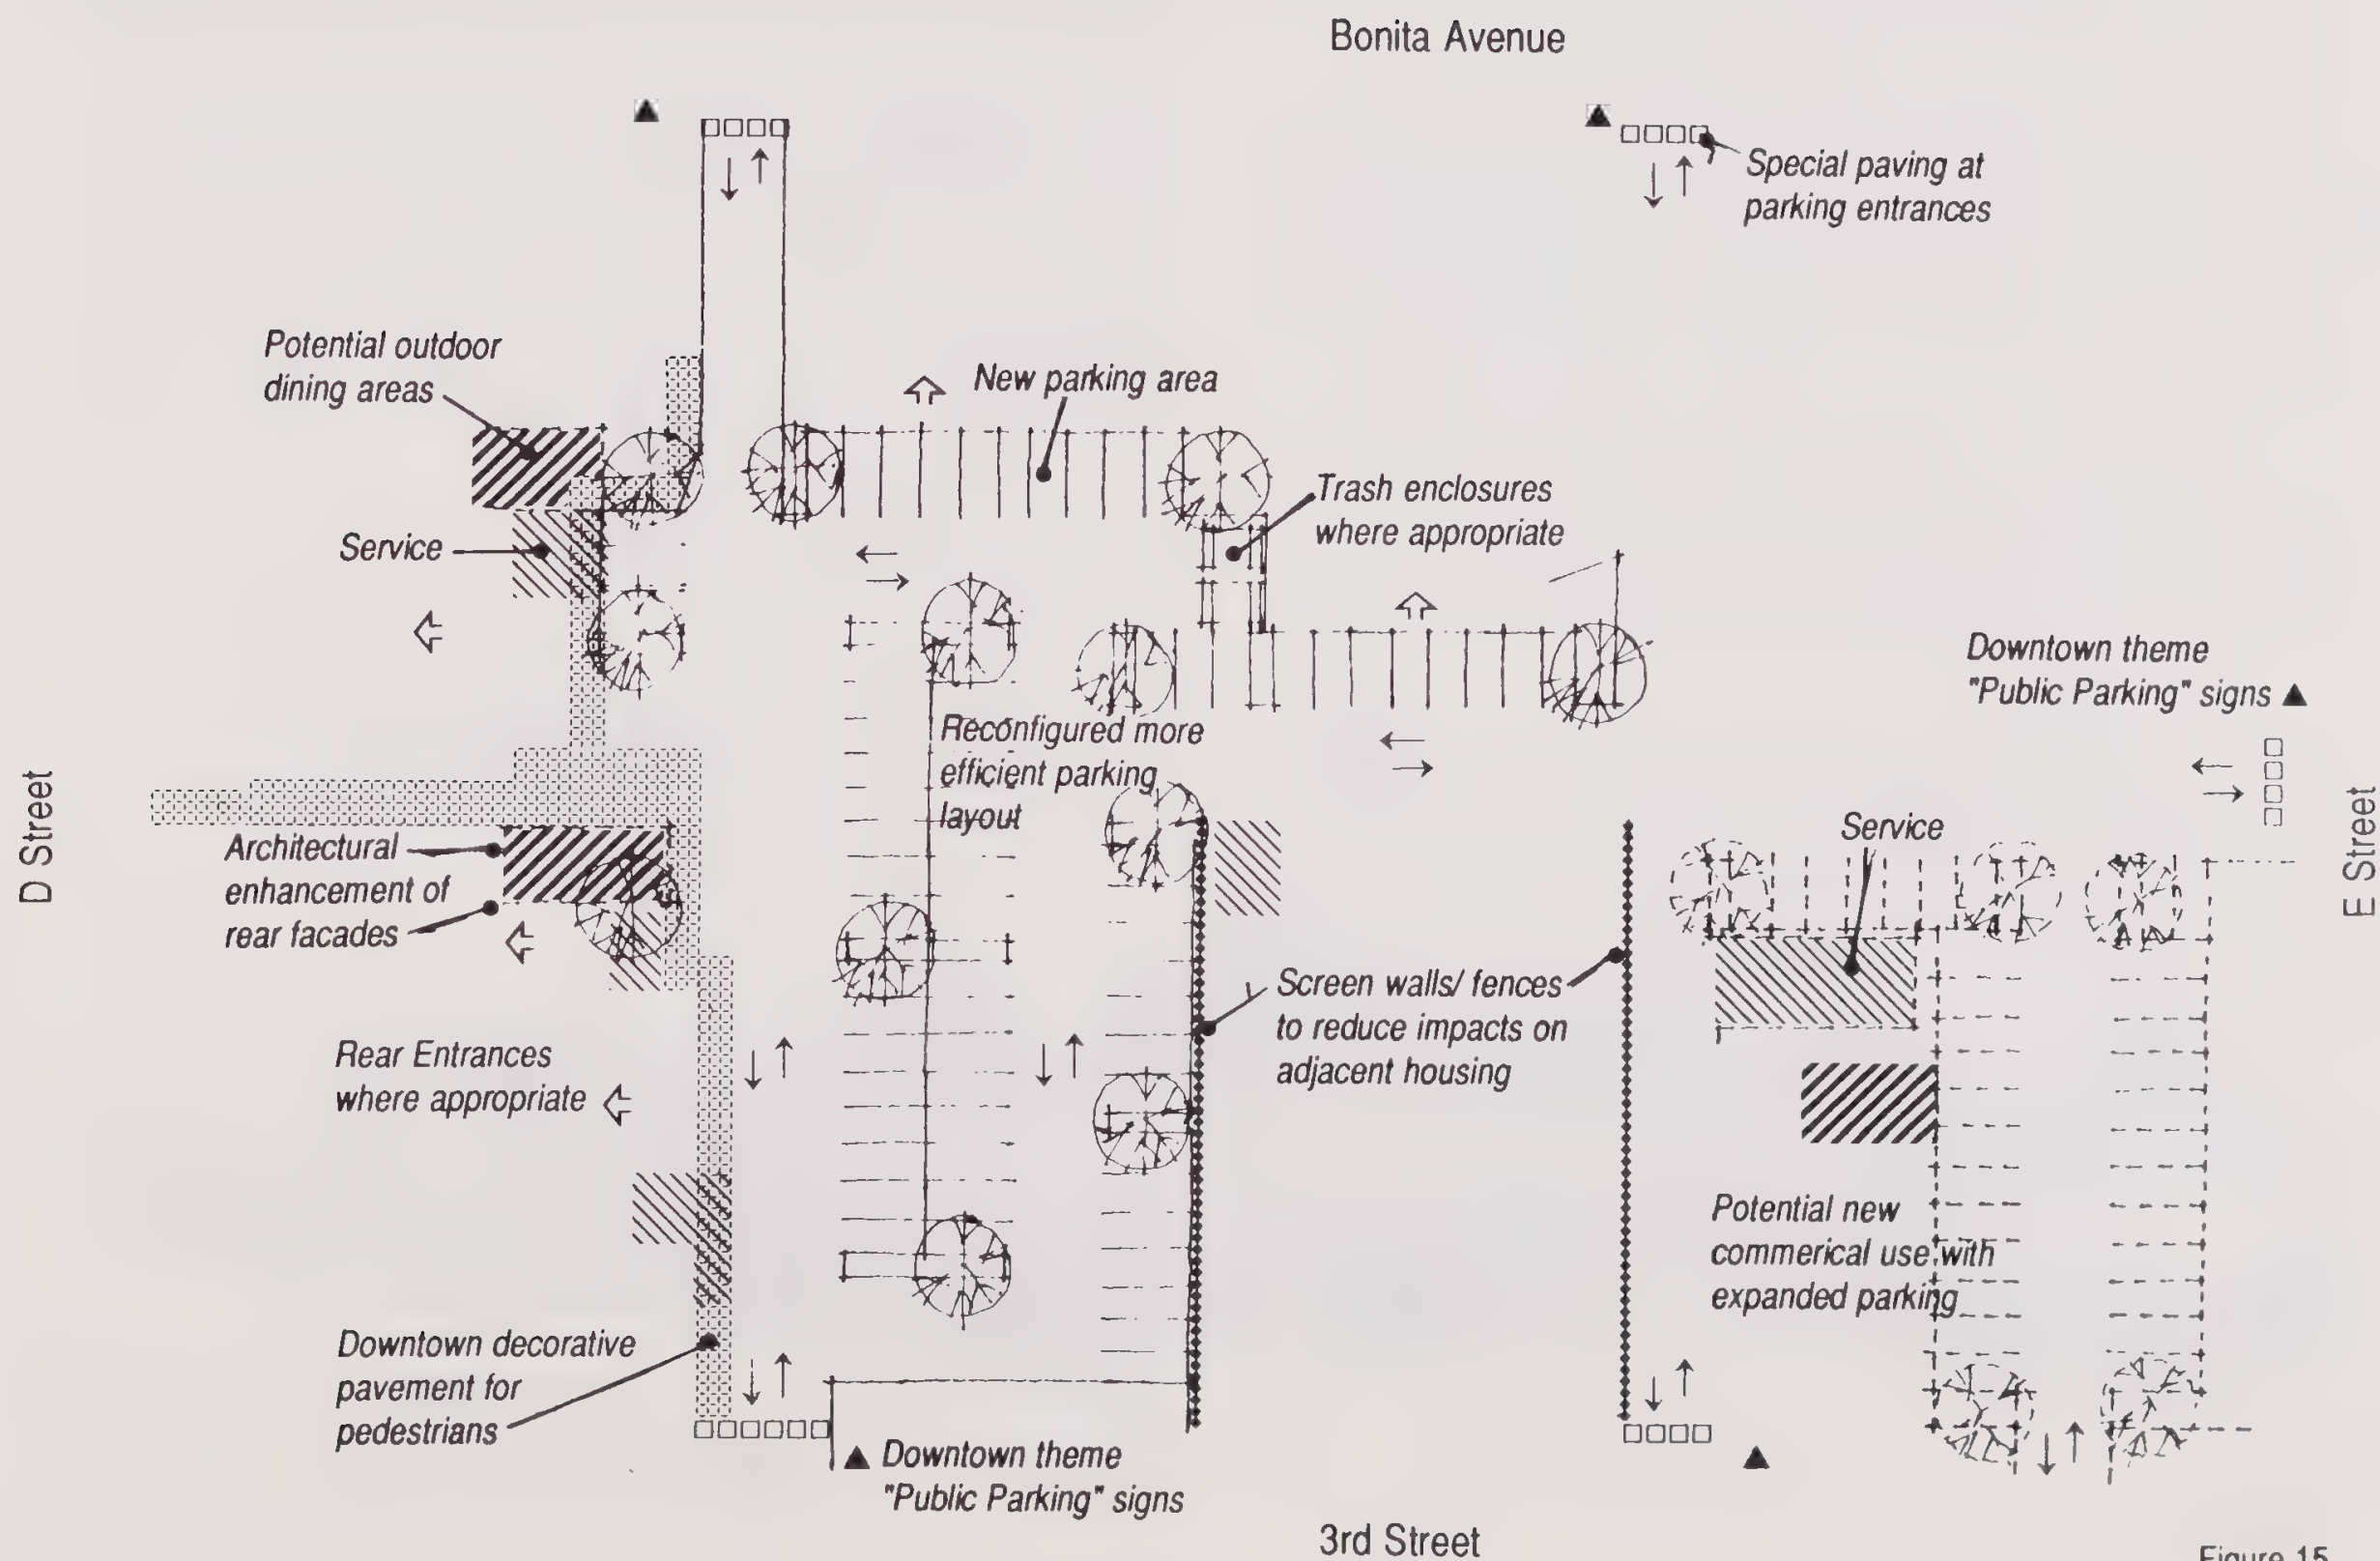 Bonita Avenue
Special paving at
parking entrances
Potential outdoor
dining areas
New parking area
Trash enclosures
where appropriate
Service
Downtown theme
"Public Parking" signs
Reconfigured more
efficient parking
layout
D Street
E Street
Service
Architectural
enhancement of
rear facades
Screen walls/ fences
to reduce impacts on
adjacent housing
Rear Entrances
where appropriate
Potential new
commerical use with
expanded parking
Downtown decorative
pavement for
pedestrians
Downtown theme
"Public Parking" signs
3rd Street
Figure 15